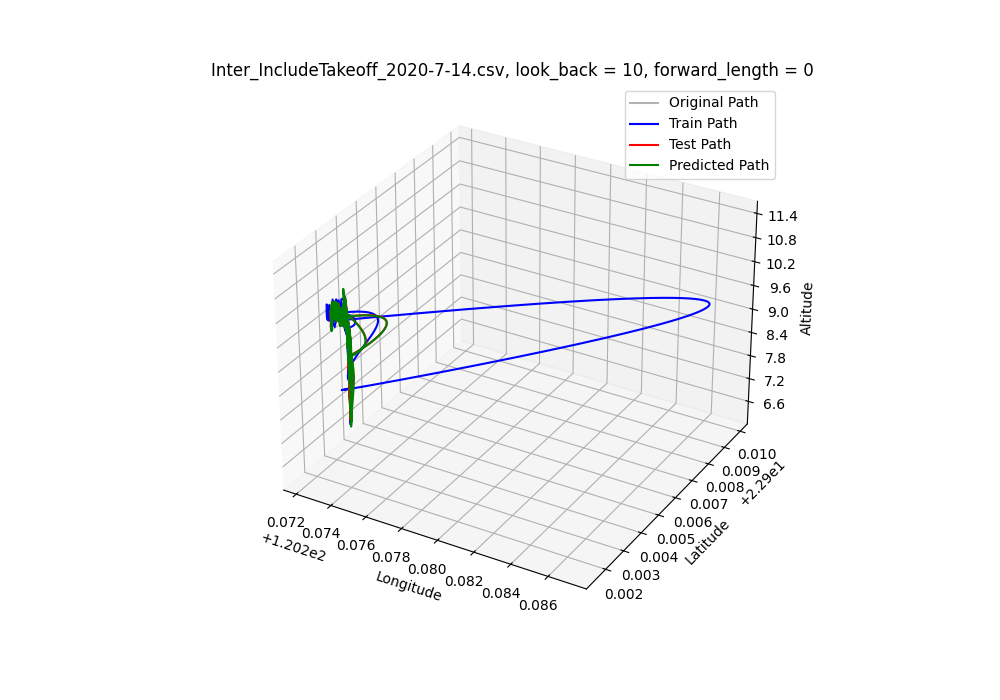 Inter_IncludeTakeoff_2020-7-14.csv, look_back = 10, forward_length = 0
Original Path
Train Path
Test Path
Predicted Path
11.4
10.8
10.2
9.6
9.0
8.4
7.8
7.2
6.6
Altitude
0.010
0.009
0.008
0.007
0.006
0.005
0.004
0.003
0.002
+2.29e1
Latitude
0.072
0.074
0.076
0.078
0.080
0.082
0.084
0.086
+1.202e2
Longitude